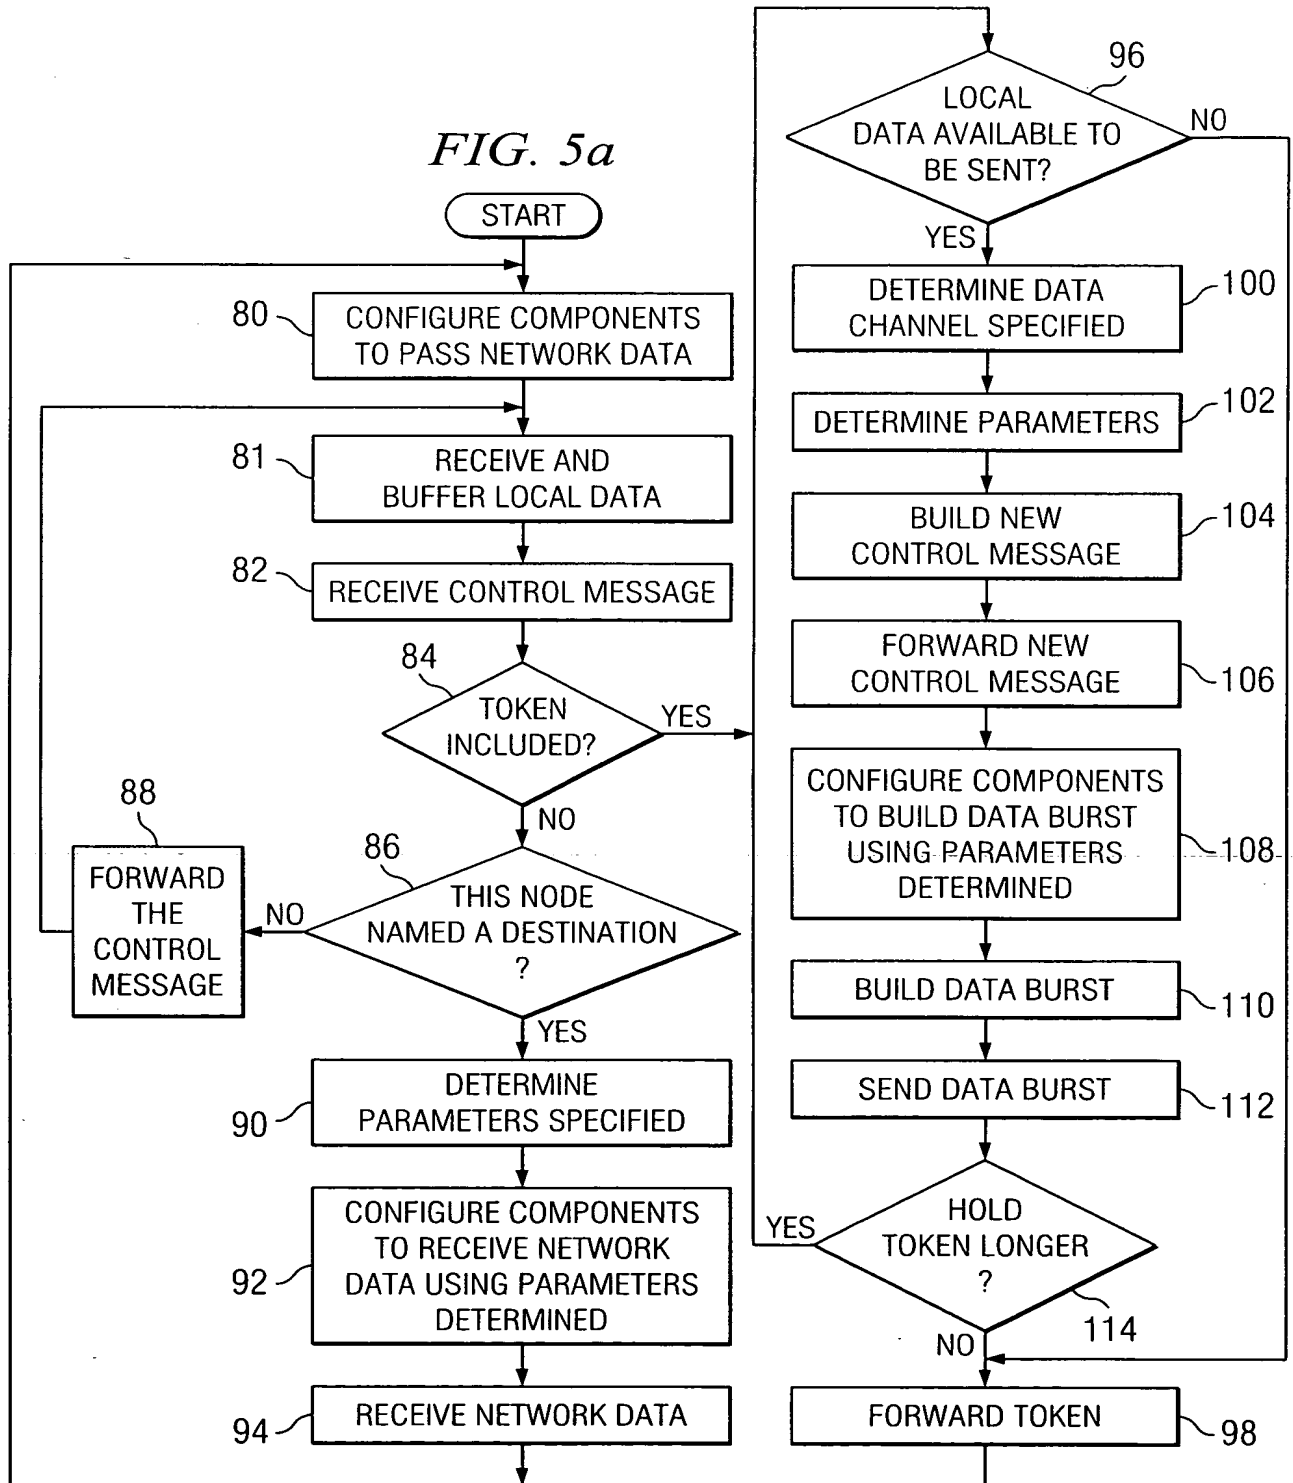 FIG. 5a
START
80
CONFIGURE COMPONENTS
TO PASS NETWORK DATA
81
RECEIVE AND
BUFFER LOCAL DATA
82
RECEIVE CONTROL MESSAGE
84
TOKEN
INCLUDED?
YES
NO
86
THIS NODE
NAMED A DESTINATION
?
NO
88
FORWARD
THE
CONTROL
MESSAGE
YES
90
DETERMINE
PARAMETERS SPECIFIED
92
CONFIGURE COMPONENTS
TO RECEIVE NETWORK
DATA USING PARAMETERS
DETERMINED
94
RECEIVE NETWORK DATA
96
LOCAL
DATA AVAILABLE TO
BE SENT?
NO
YES
DETERMINE DATA
CHANNEL SPECIFIED
100
DETERMINE PARAMETERS
102
BUILD NEW
CONTROL MESSAGE
104
FORWARD NEW
CONTROL MESSAGE
106
CONFIGURE COMPONENTS
TO BUILD DATA BURST
USING PARAMETERS
DETERMINED
108
BUILD DATA BURST
110
SEND DATA BURST
112
HOLD
TOKEN LONGER
?
YES
114
NO
FORWARD TOKEN
98